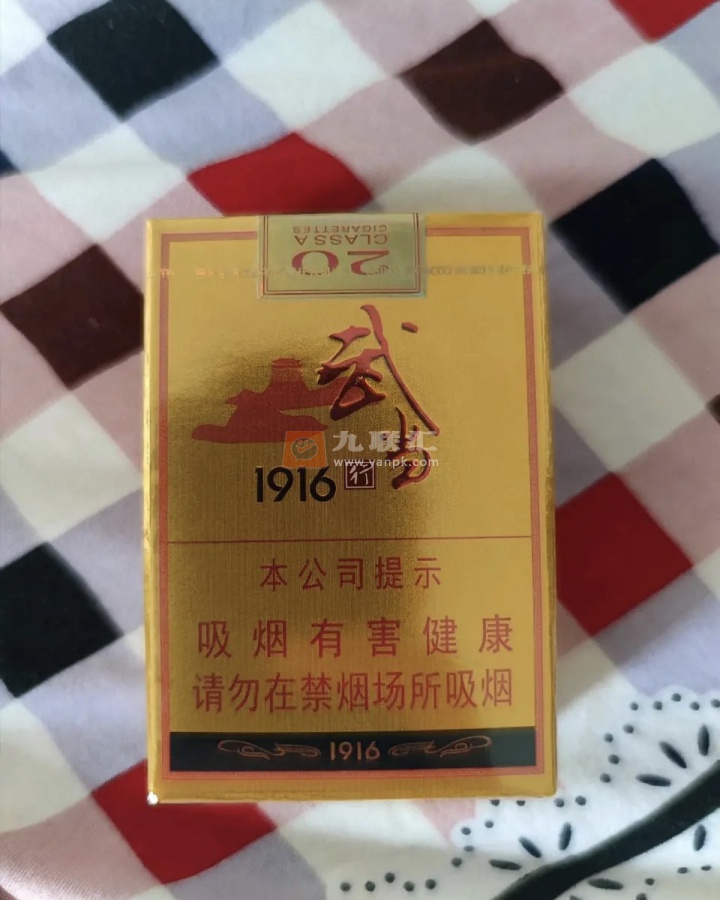 20
CLASS A
CIGARETTES
武当
1916 行
九联汇
www.yanpk.com
本公司提示
吸烟有害健康
请勿在禁烟场所吸烟
1916